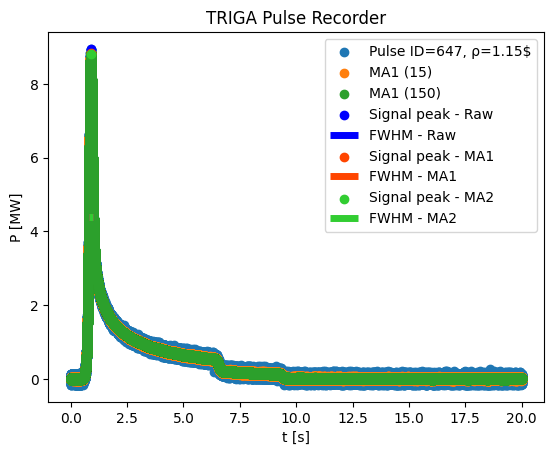 TRIGA Pulse Recorder
Pulse ID=647, ρ=1.15$
MA1 (15)
MA1 (150)
Signal peak - Raw
FWHM - Raw
Signal peak - MA1
FWHM - MA1
Signal peak - MA2
FWHM - MA2
P [MW]
8
6
4
2
0
0.0 2.5 5.0 7.5 10.0 12.5 15.0 17.5 20.0
t [s]